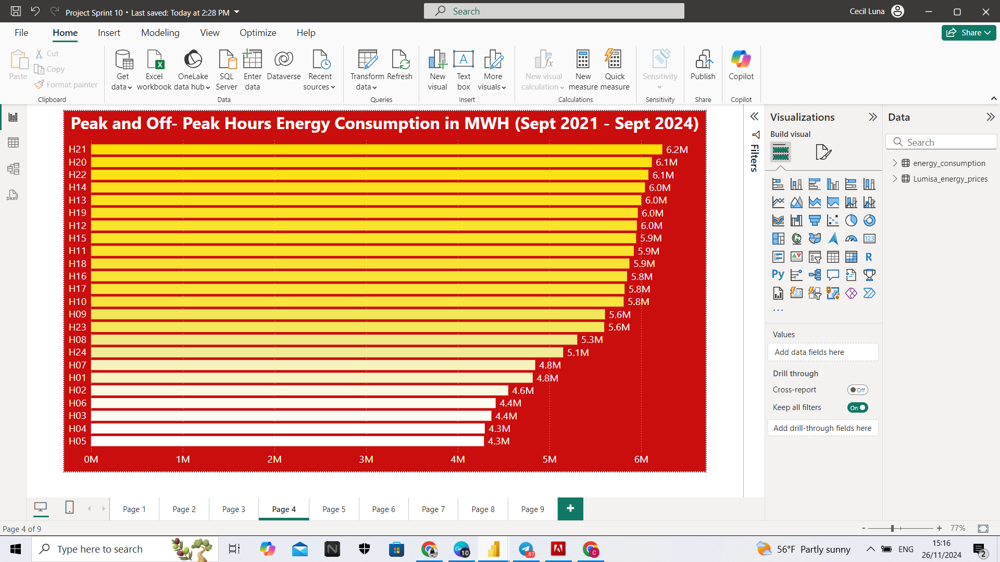 Project Sprint 10 • Last saved: Today at 2:28 PM
Search
Cecil Luna
File
Home
Insert
Modeling
View
Optimize
Help
Share
Paste
Cut
Copy
Format painter
Clipboard
Get data
Excel workbook
OneLake data hub
SQL Server
Enter data
Dataverse
Recent sources
Data
Transform data
Refresh
Queries
New visual
Text box
More visuals
Insert
New visual calculation
New measure
Quick measure
Calculations
Sensitivity
Sensitivity
Publish
Share
Copilot
Copilot
Peak and Off- Peak Hours Energy Consumption in MWH (Sept 2021 - Sept 2024)
H21 6.2M
H20 6.1M
H22 6.1M
H14 6.0M
H13 6.0M
H19 6.0M
H12 6.0M
H15 5.9M
H11 5.9M
H18 5.9M
H16 5.8M
H17 5.8M
H10 5.8M
H09 5.6M
H23 5.6M
H08 5.3M
H24 5.1M
H07 4.8M
H01 4.8M
H02 4.6M
H06 4.4M
H03 4.4M
H04 4.3M
H05 4.3M
0M 1M 2M 3M 4M 5M 6M
Filters
Visualizations
Build visual
123
R
Py
123
Values
Add data fields here
Drill through
Cross-report
Off
Keep all filters
On
Add drill-through fields here
Data
Search
energy_consumption
Lumisa_energy_prices
DAX
Page 1
Page 2
Page 3
Page 4
Page 5
Page 6
Page 7
Page 8
Page 9
+
Page 4 of 9
- + 77%
Type here to search
10
..87
C
56°F Partly sunny
ENG
15:16
26/11/2024
2